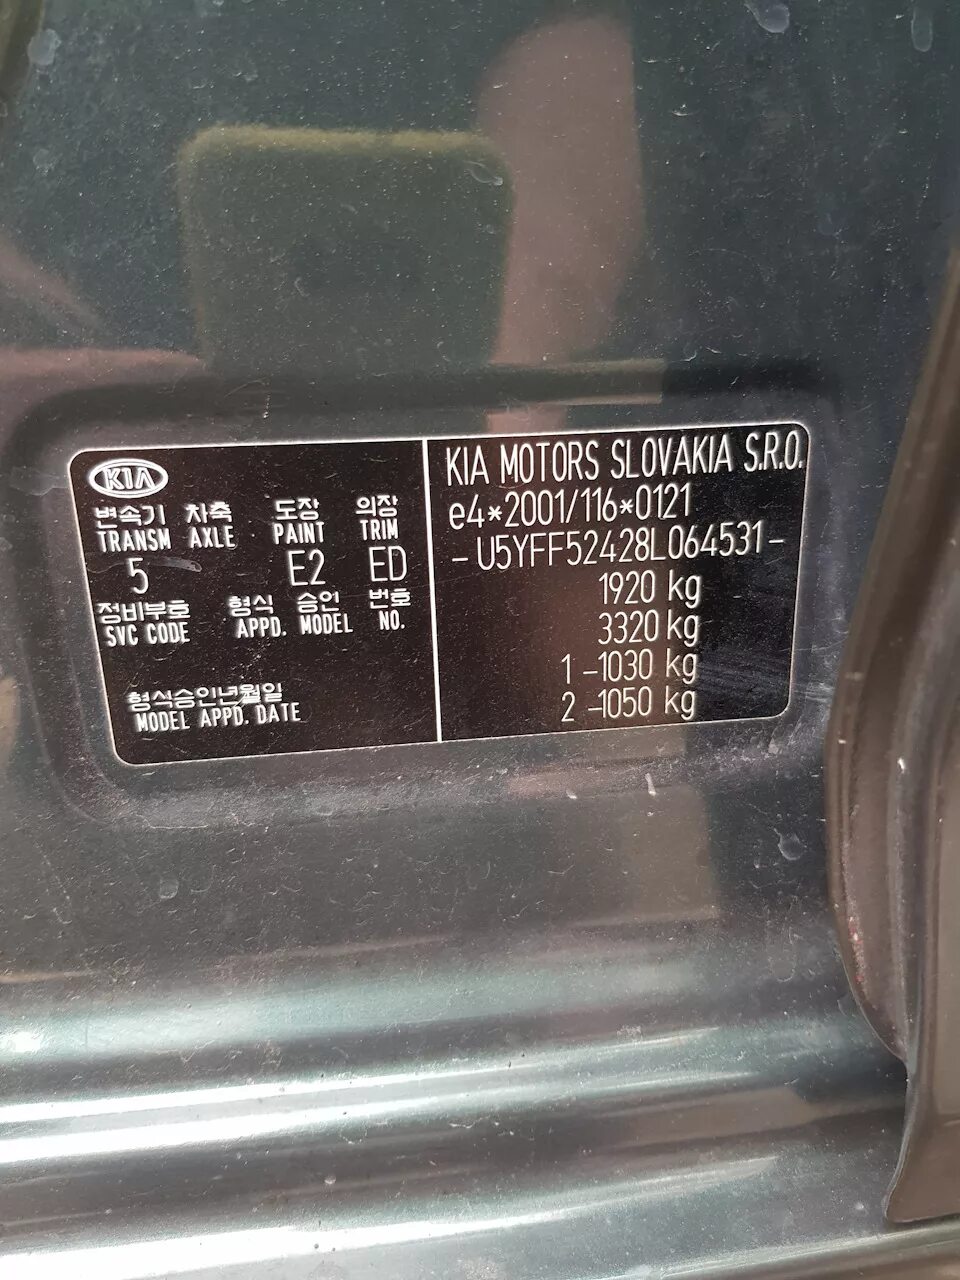 KIA
변속기 차축 도장 의장
TRANSM AXLE PAINT TRIM
5 E2 ED
정비부호 형식 승인 번호
SVC CODE APPD. MODEL NO.
형식승인년월일
MODEL APPD. DATE
KIA MOTORS SLOVAKIA S.R.O.
e4*2001/116*0121
-U5YFF52428L064531-
1920 kg
3320 kg
1 -1030 kg
2 -1050 kg